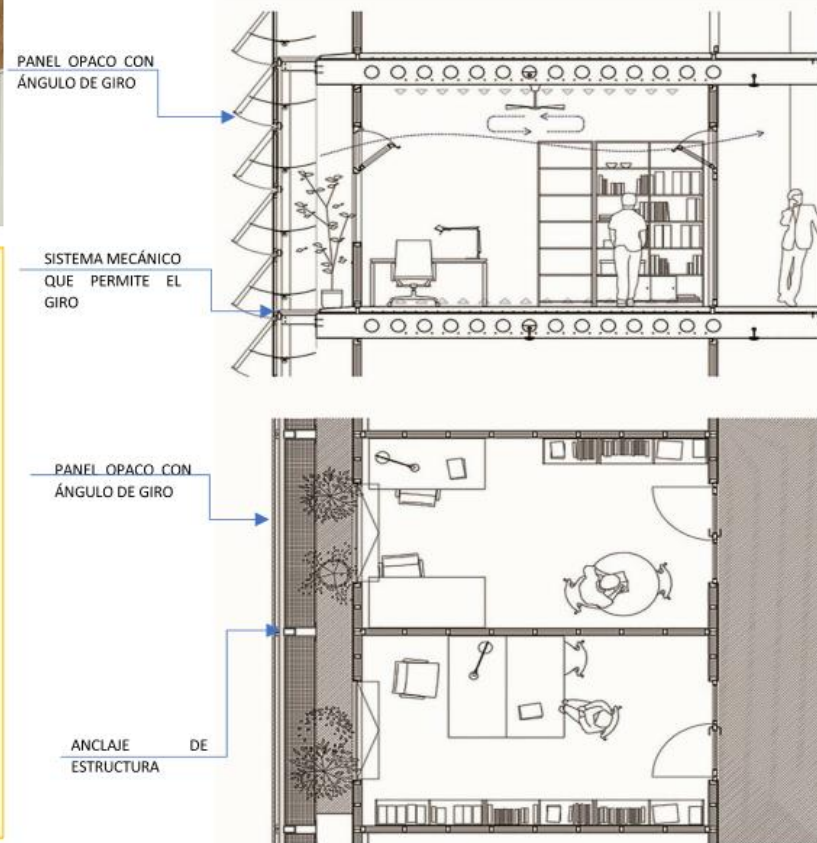 PANEL OPACO CON
ÁNGULO DE GIRO
SISTEMA MECÁNICO
QUE PERMITE EL
GIRO
PANEL OPACO CON
ÁNGULO DE GIRO
ANCLAJE DE
ESTRUCTURA